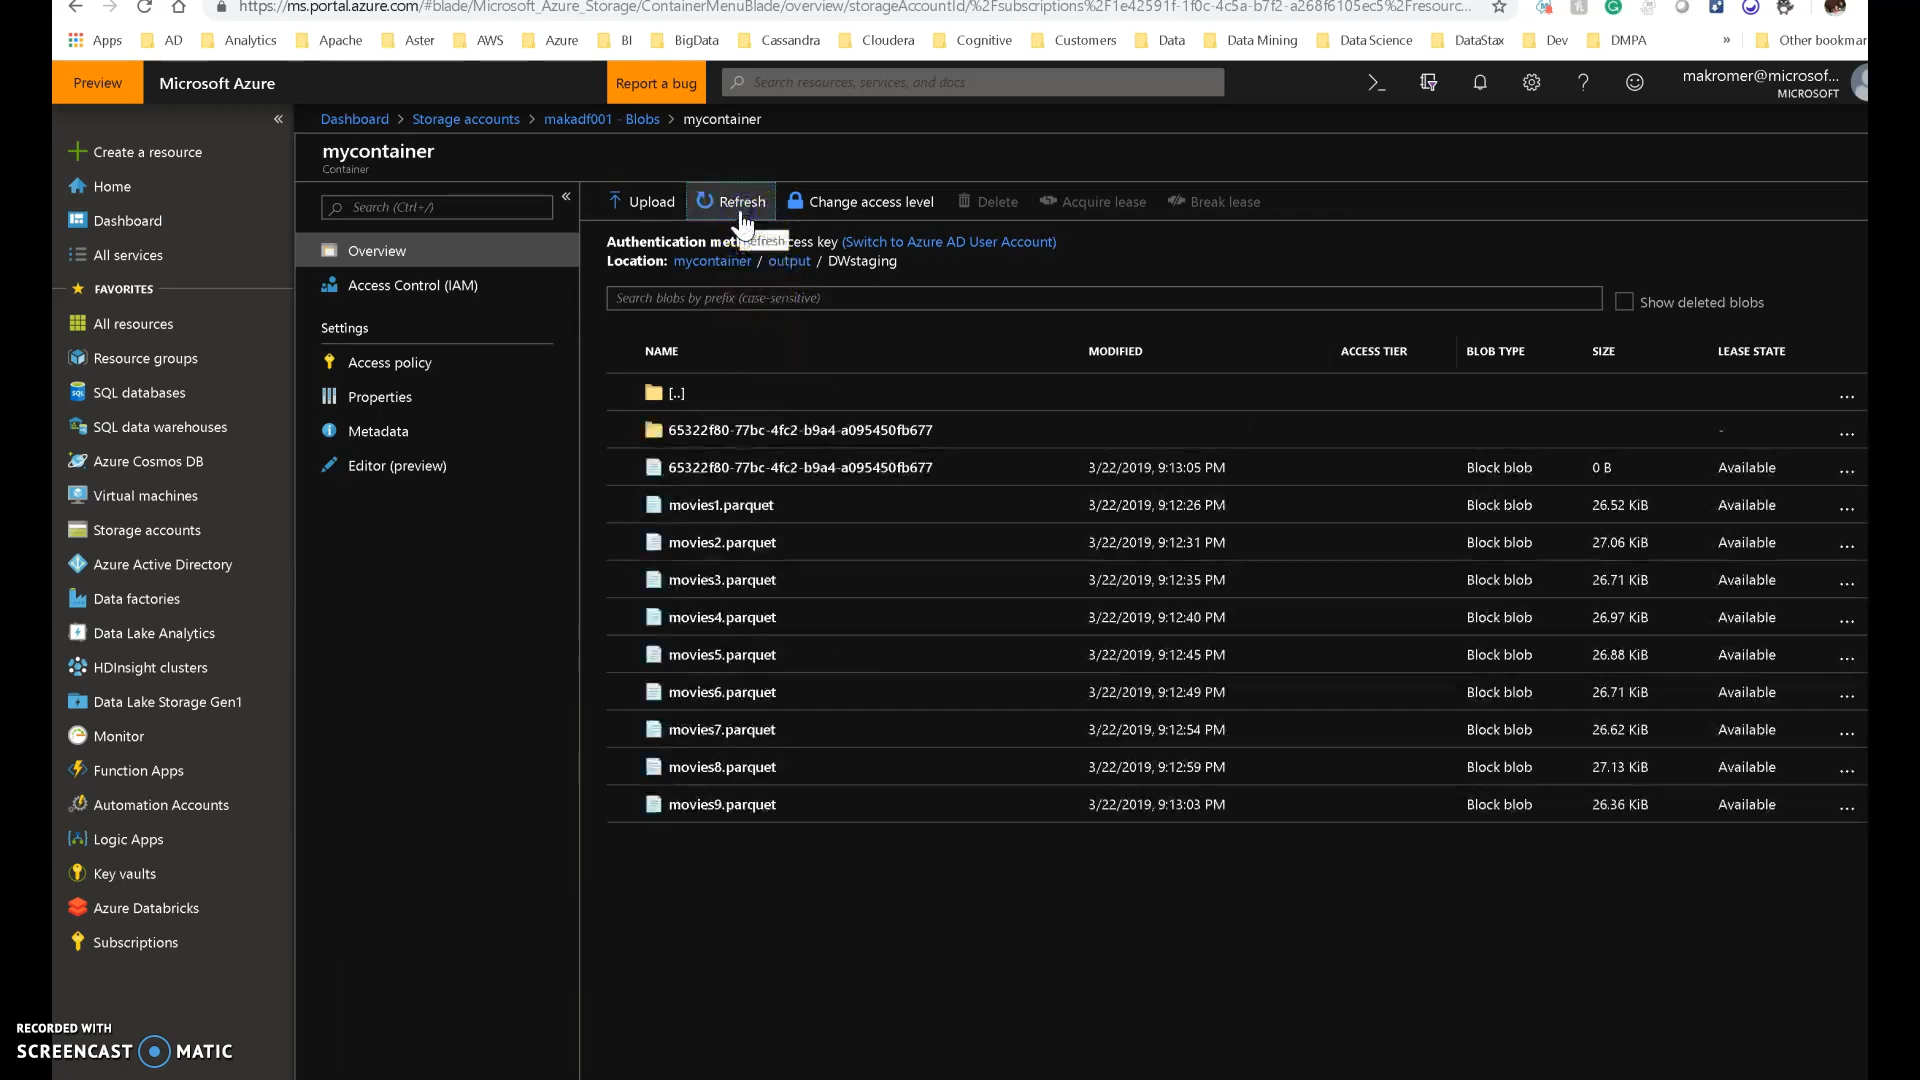 https://ms.portal.azure.com/#blade/Microsoft_Azure_Storage/ContainerMenuBlade/overview/storageAccountId/%2Fsubscriptions%2F1e42591f-1f0c-4c5a-b7f2-a268f6105ec5%2Fresourc...
Apps AD Analytics Apache Aster AWS Azure BI BigData Cassandra Cloudera Cognitive Customers Data Data Mining Data Science DataStax Dev DMPA » Other bookmar
Preview Microsoft Azure Report a bug Search resources, services, and docs makromer@microsof...
MICROSOFT
Dashboard > Storage accounts > makadf001 - Blobs > mycontainer
mycontainer
Container
Create a resource
Home
Dashboard
All services
FAVORITES
All resources
Resource groups
SQL databases
SQL data warehouses
Azure Cosmos DB
Virtual machines
Storage accounts
Azure Active Directory
Data factories
Data Lake Analytics
HDInsight clusters
Data Lake Storage Gen1
Monitor
Function Apps
Automation Accounts
Logic Apps
Key vaults
Azure Databricks
Subscriptions
Search (Ctrl+/)
Overview
Access Control (IAM)
Settings
Access policy
Properties
Metadata
Editor (preview)
Upload Refresh Change access level Delete Acquire lease Break lease
Authentication met cess key (Switch to Azure AD User Account)
Location: mycontainer / output / DWstaging
Search blobs by prefix (case-sensitive) Show deleted blobs
NAME MODIFIED ACCESS TIER BLOB TYPE SIZE LEASE STATE
[..] ...
65322f80-77bc-4fc2-b9a4-a095450fb677 - ...
65322f80-77bc-4fc2-b9a4-a095450fb677 3/22/2019, 9:13:05 PM Block blob 0 B Available ...
movies1.parquet 3/22/2019, 9:12:26 PM Block blob 26.52 KiB Available ...
movies2.parquet 3/22/2019, 9:12:31 PM Block blob 27.06 KiB Available ...
movies3.parquet 3/22/2019, 9:12:35 PM Block blob 26.71 KiB Available ...
movies4.parquet 3/22/2019, 9:12:40 PM Block blob 26.97 KiB Available ...
movies5.parquet 3/22/2019, 9:12:45 PM Block blob 26.88 KiB Available ...
movies6.parquet 3/22/2019, 9:12:49 PM Block blob 26.71 KiB Available ...
movies7.parquet 3/22/2019, 9:12:54 PM Block blob 26.62 KiB Available ...
movies8.parquet 3/22/2019, 9:12:59 PM Block blob 27.13 KiB Available ...
movies9.parquet 3/22/2019, 9:13:03 PM Block blob 26.36 KiB Available ...
RECORDED WITH
SCREENCAST MATIC